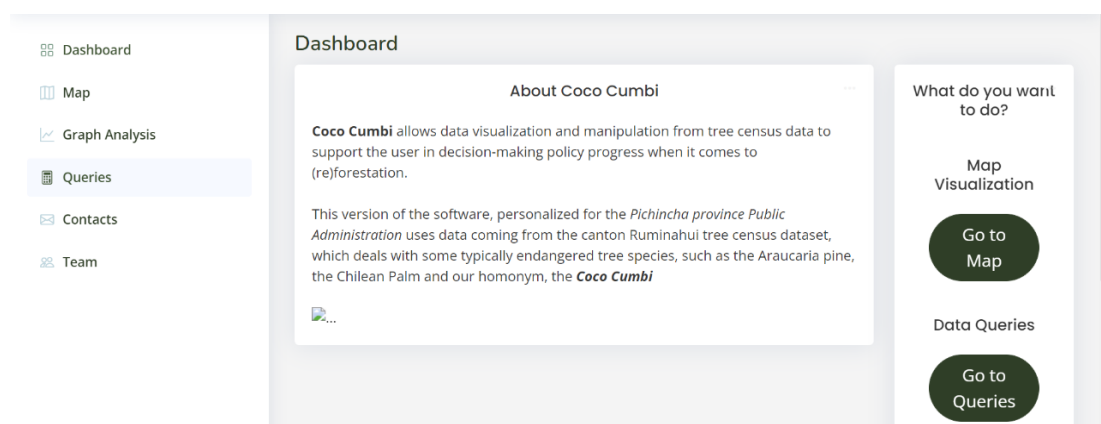 Dashboard
Map
Graph Analysis
Queries
Contacts
Team
Dashboard
About Coco Cumbi
...
Coco Cumbi allows data visualization and manipulation from tree census data to
support the user in decision-making policy progress when it comes to
(re)forestation.
This version of the software, personalized for the Pichincha province Public
Administration uses data coming from the canton Ruminahui tree census dataset,
which deals with some typically endangered tree species, such as the Araucaria pine,
the Chilean Palm and our homonym, the Coco Cumbi
...
What do you want
to do?
Map
Visualization
Go to
Map
Data Queries
Go to
Queries